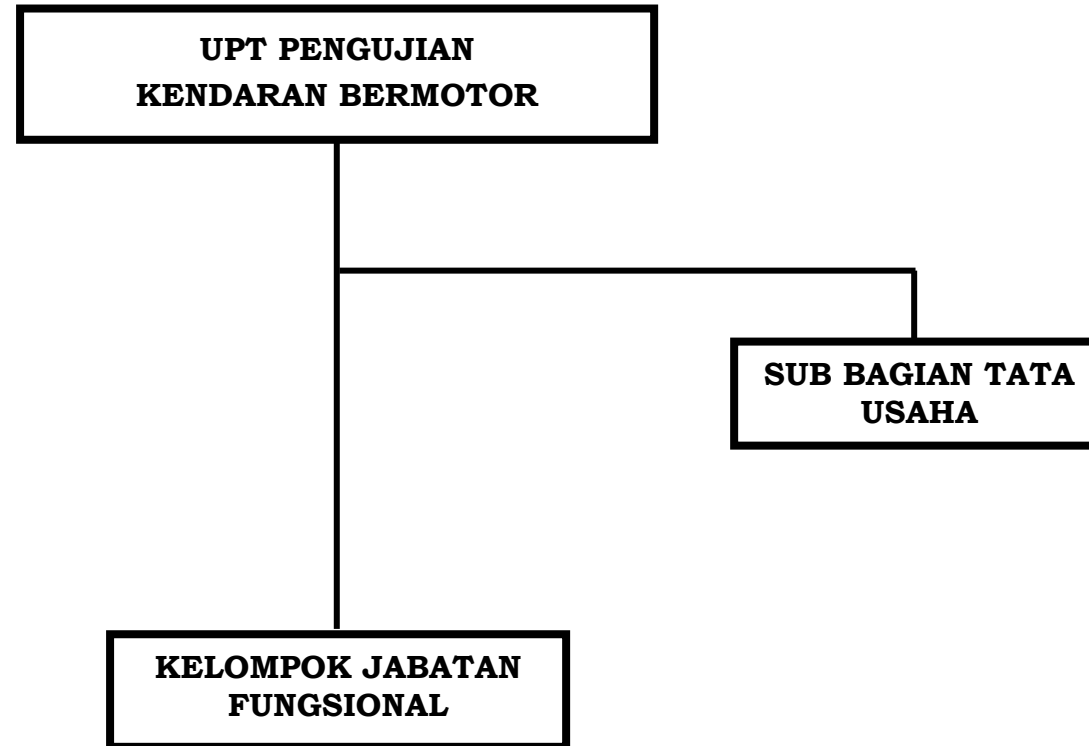 UPT PENGUJIAN
KENDARAN BERMOTOR
SUB BAGIAN TATA
USAHA
KELOMPOK JABATAN
FUNGSIONAL